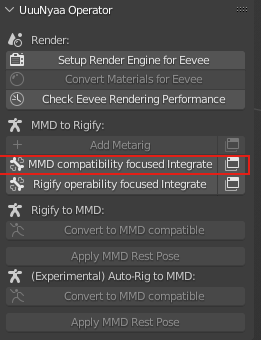 UuuNyaa Operator
Render:
Setup Render Engine for Eevee
Convert Materials for Eevee
Check Eevee Rendering Performance
MMD to Rigify:
Add Metarig
MMD compatibility focused Integrate
Rigify operability focused Integrate
Rigify to MMD:
Convert to MMD compatible
Apply MMD Rest Pose
(Experimental) Auto-Rig to MMD:
Convert to MMD compatible
Apply MMD Rest Pose